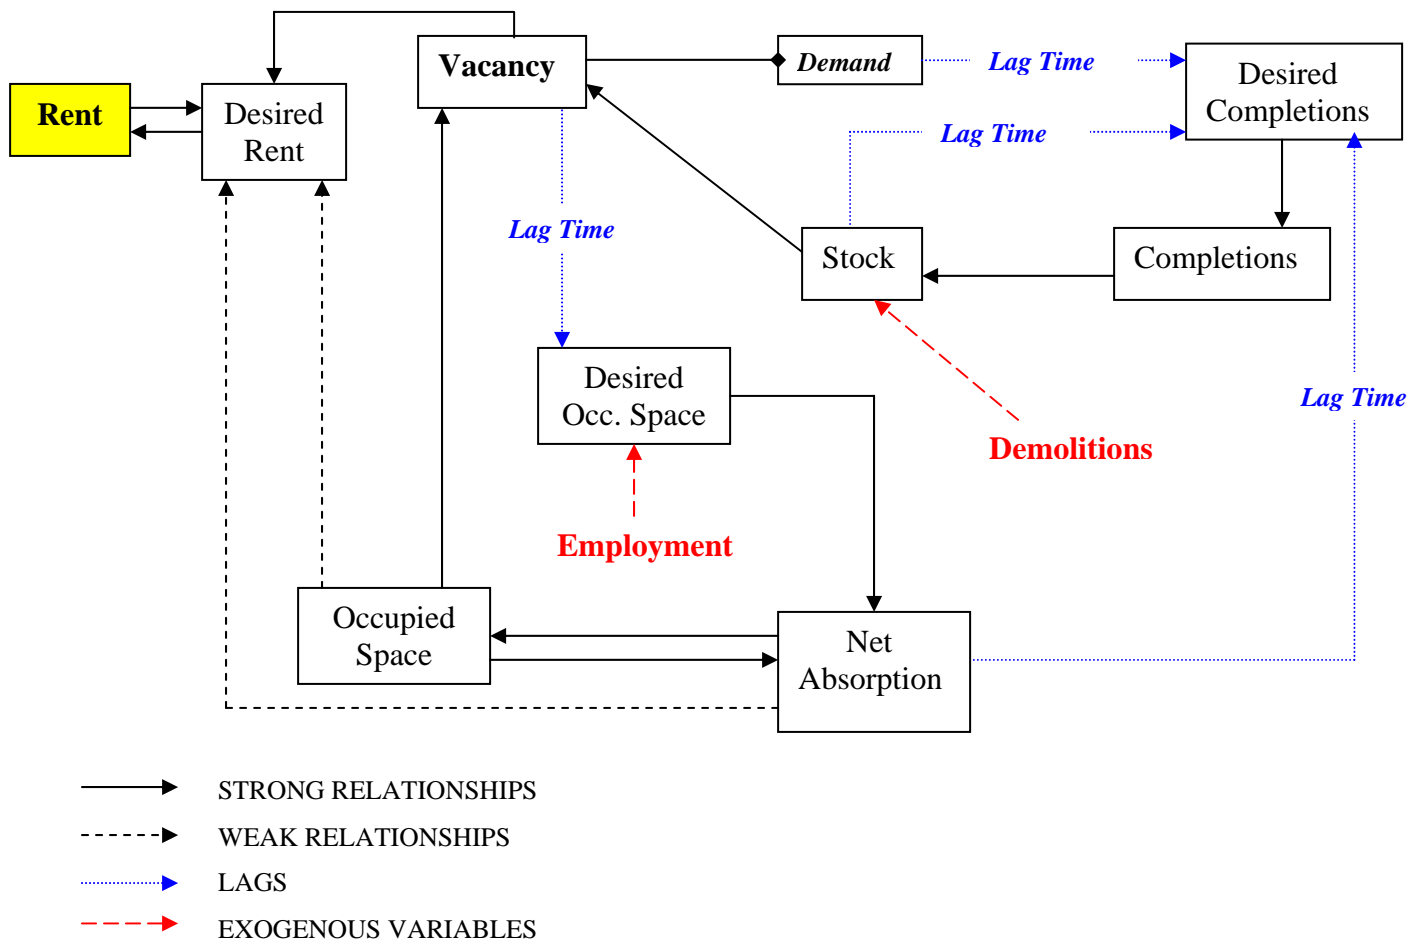 Vacancy
Demand
Lag Time
Desired
Completions
Rent
Desired
Rent
Lag Time
Lag Time
Stock
Completions
Desired
Occ. Space
Lag Time
Demolitions
Employment
Occupied
Space
Net
Absorption
STRONG RELATIONSHIPS
WEAK RELATIONSHIPS
LAGS
EXOGENOUS VARIABLES